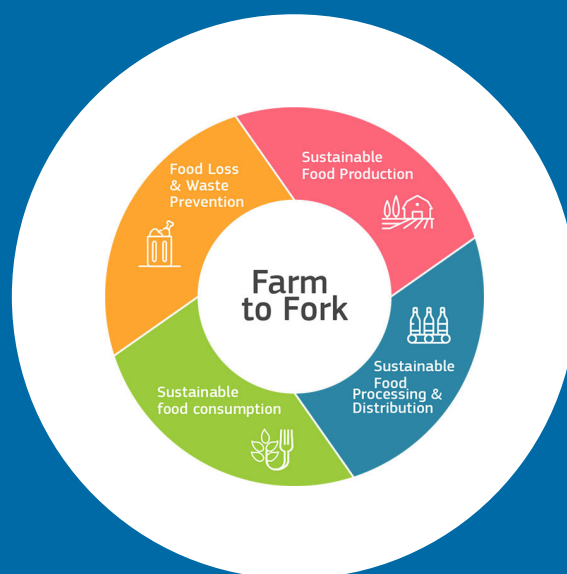 Sustainable
Food Production
Food Loss
& Waste
Prevention
Farm
to Fork
Sustainable
Food
Processing &
Distribution
Sustainable
food consumption